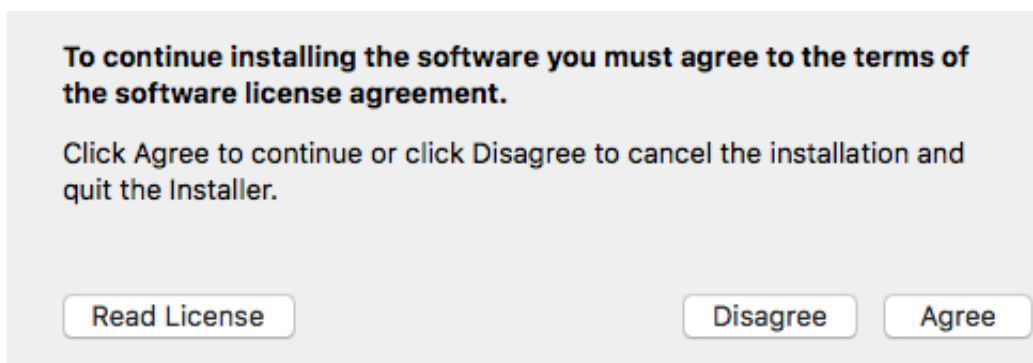 To continue installing the software you must agree to the terms of
the software license agreement.
Click Agree to continue or click Disagree to cancel the installation and
quit the Installer.
Read License
Disagree
Agree